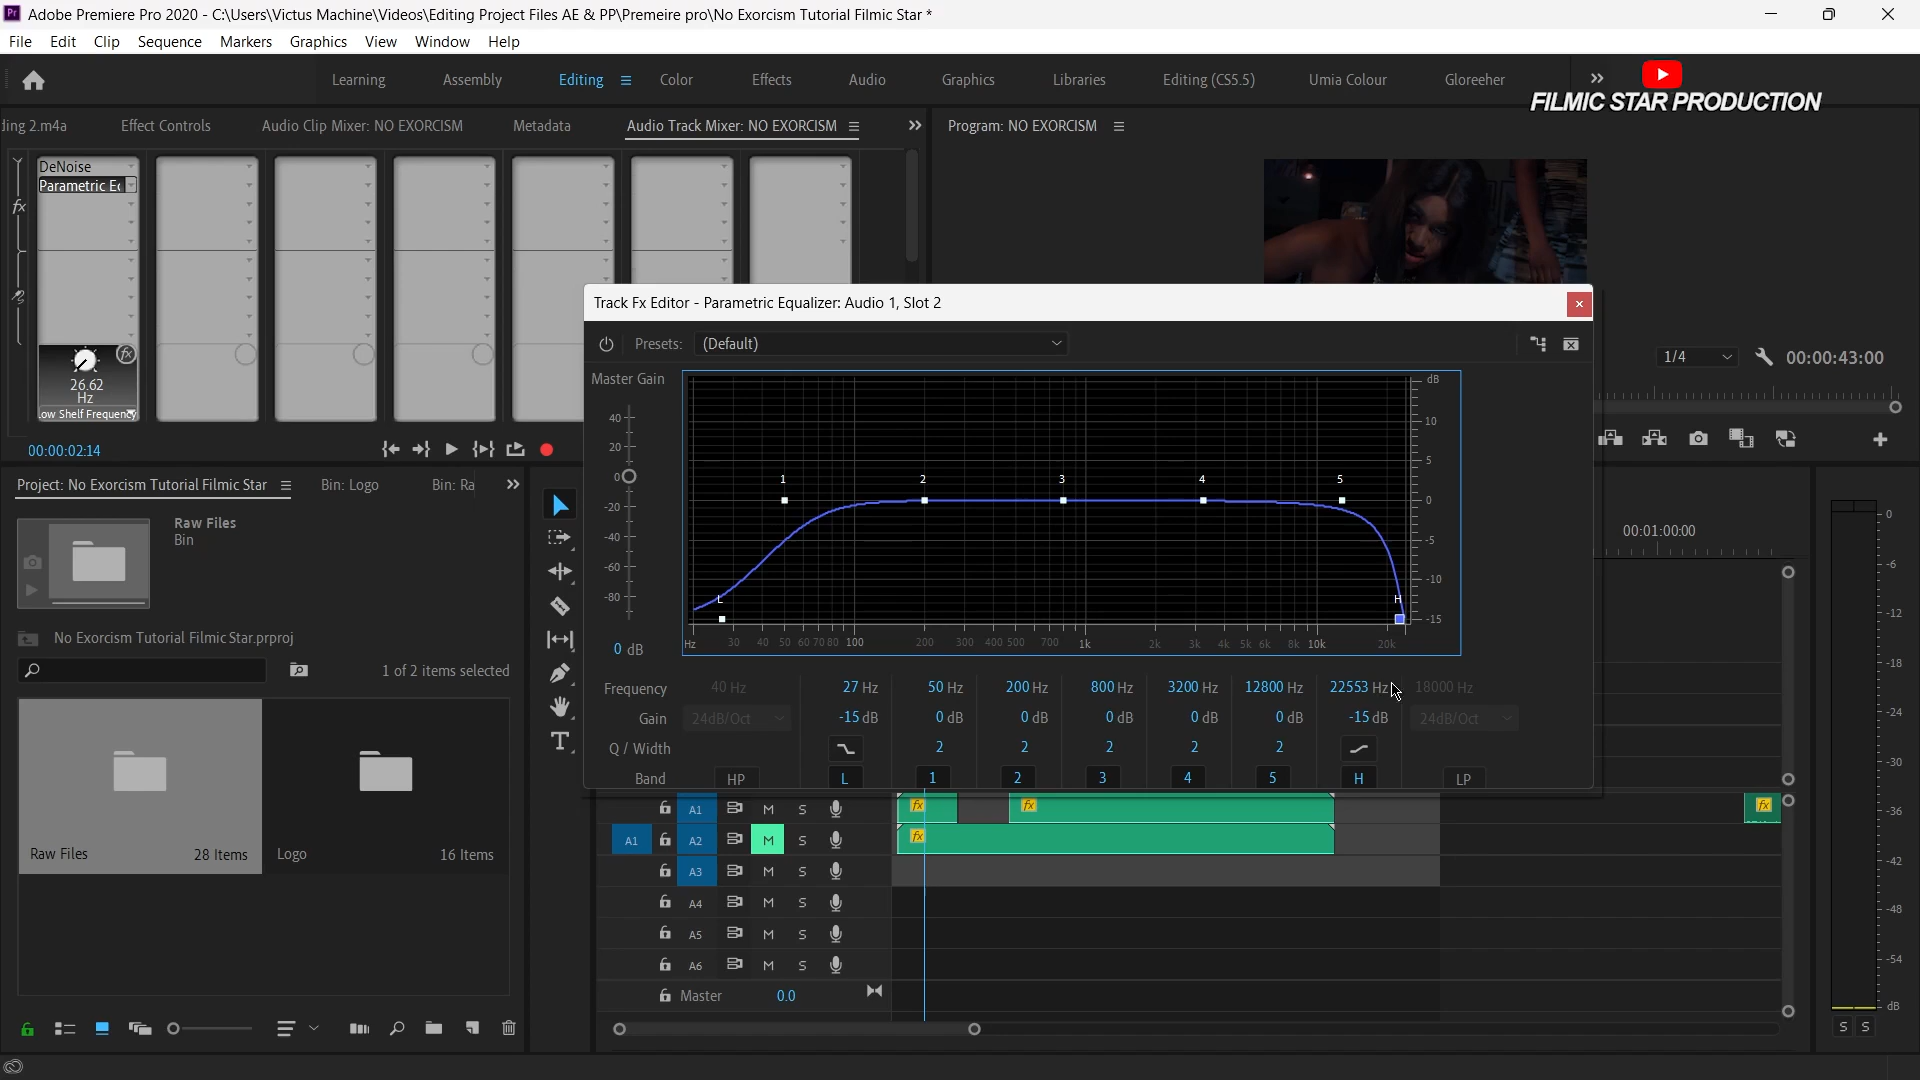 Adobe Premiere Pro 2020 - C:\Users\Victus Machine\Videos\Editing Project Files AE & PP\Premeire pro\No Exorcism Tutorial Filmic Star *
File Edit Clip Sequence Markers Graphics View Window Help
Learning Assembly Editing Color Effects Audio Graphics Libraries Editing (CS5.5) Umia Colour Gloreeher
FILMIC STAR PRODUCTION
ding 2.m4a Effect Controls Audio Clip Mixer: NO EXORCISM Metadata Audio Track Mixer: NO EXORCISM
Program: NO EXORCISM
DeNoise
Parametric Ec
26.62
Hz
ow Shelf Frequency
00:00:02:14
Track Fx Editor - Parametric Equalizer: Audio 1, Slot 2
Presets: (Default)
1/4 00:00:43:00
Master Gain
40
20
0
-20
-40
-60
-80
0 dB
dB
10
5
0
-5
-10
-15
1 2 3 4 5
L H
Hz 30 40 50 60 70 80 100 200 300 400 500 700 1k 2k 3k 4k 5k 6k 8k 10k 20k
Frequency 40 Hz 27 Hz 50 Hz 200 Hz 800 Hz 3200 Hz 12800 Hz 22553 Hz 18000 Hz
Gain 24dB/Oct -15 dB 0 dB 0 dB 0 dB 0 dB 0 dB -15 dB 24dB/Oct
Q / Width 2 2 2 2 2
Band HP L 1 2 3 4 5 H LP
Project: No Exorcism Tutorial Filmic Star Bin: Logo Bin: Ra
Raw Files
Bin
No Exorcism Tutorial Filmic Star.prproj
1 of 2 items selected
Raw Files 28 Items Logo 16 Items
00:01:00:00
A1 M S fx fx fx
A1 A2 M S fx
A3 M S
A4 M S
A5 M S
A6 M S
Master 0.0
0
-6
-12
-18
-24
-30
-36
-42
-48
-54
dB
S S